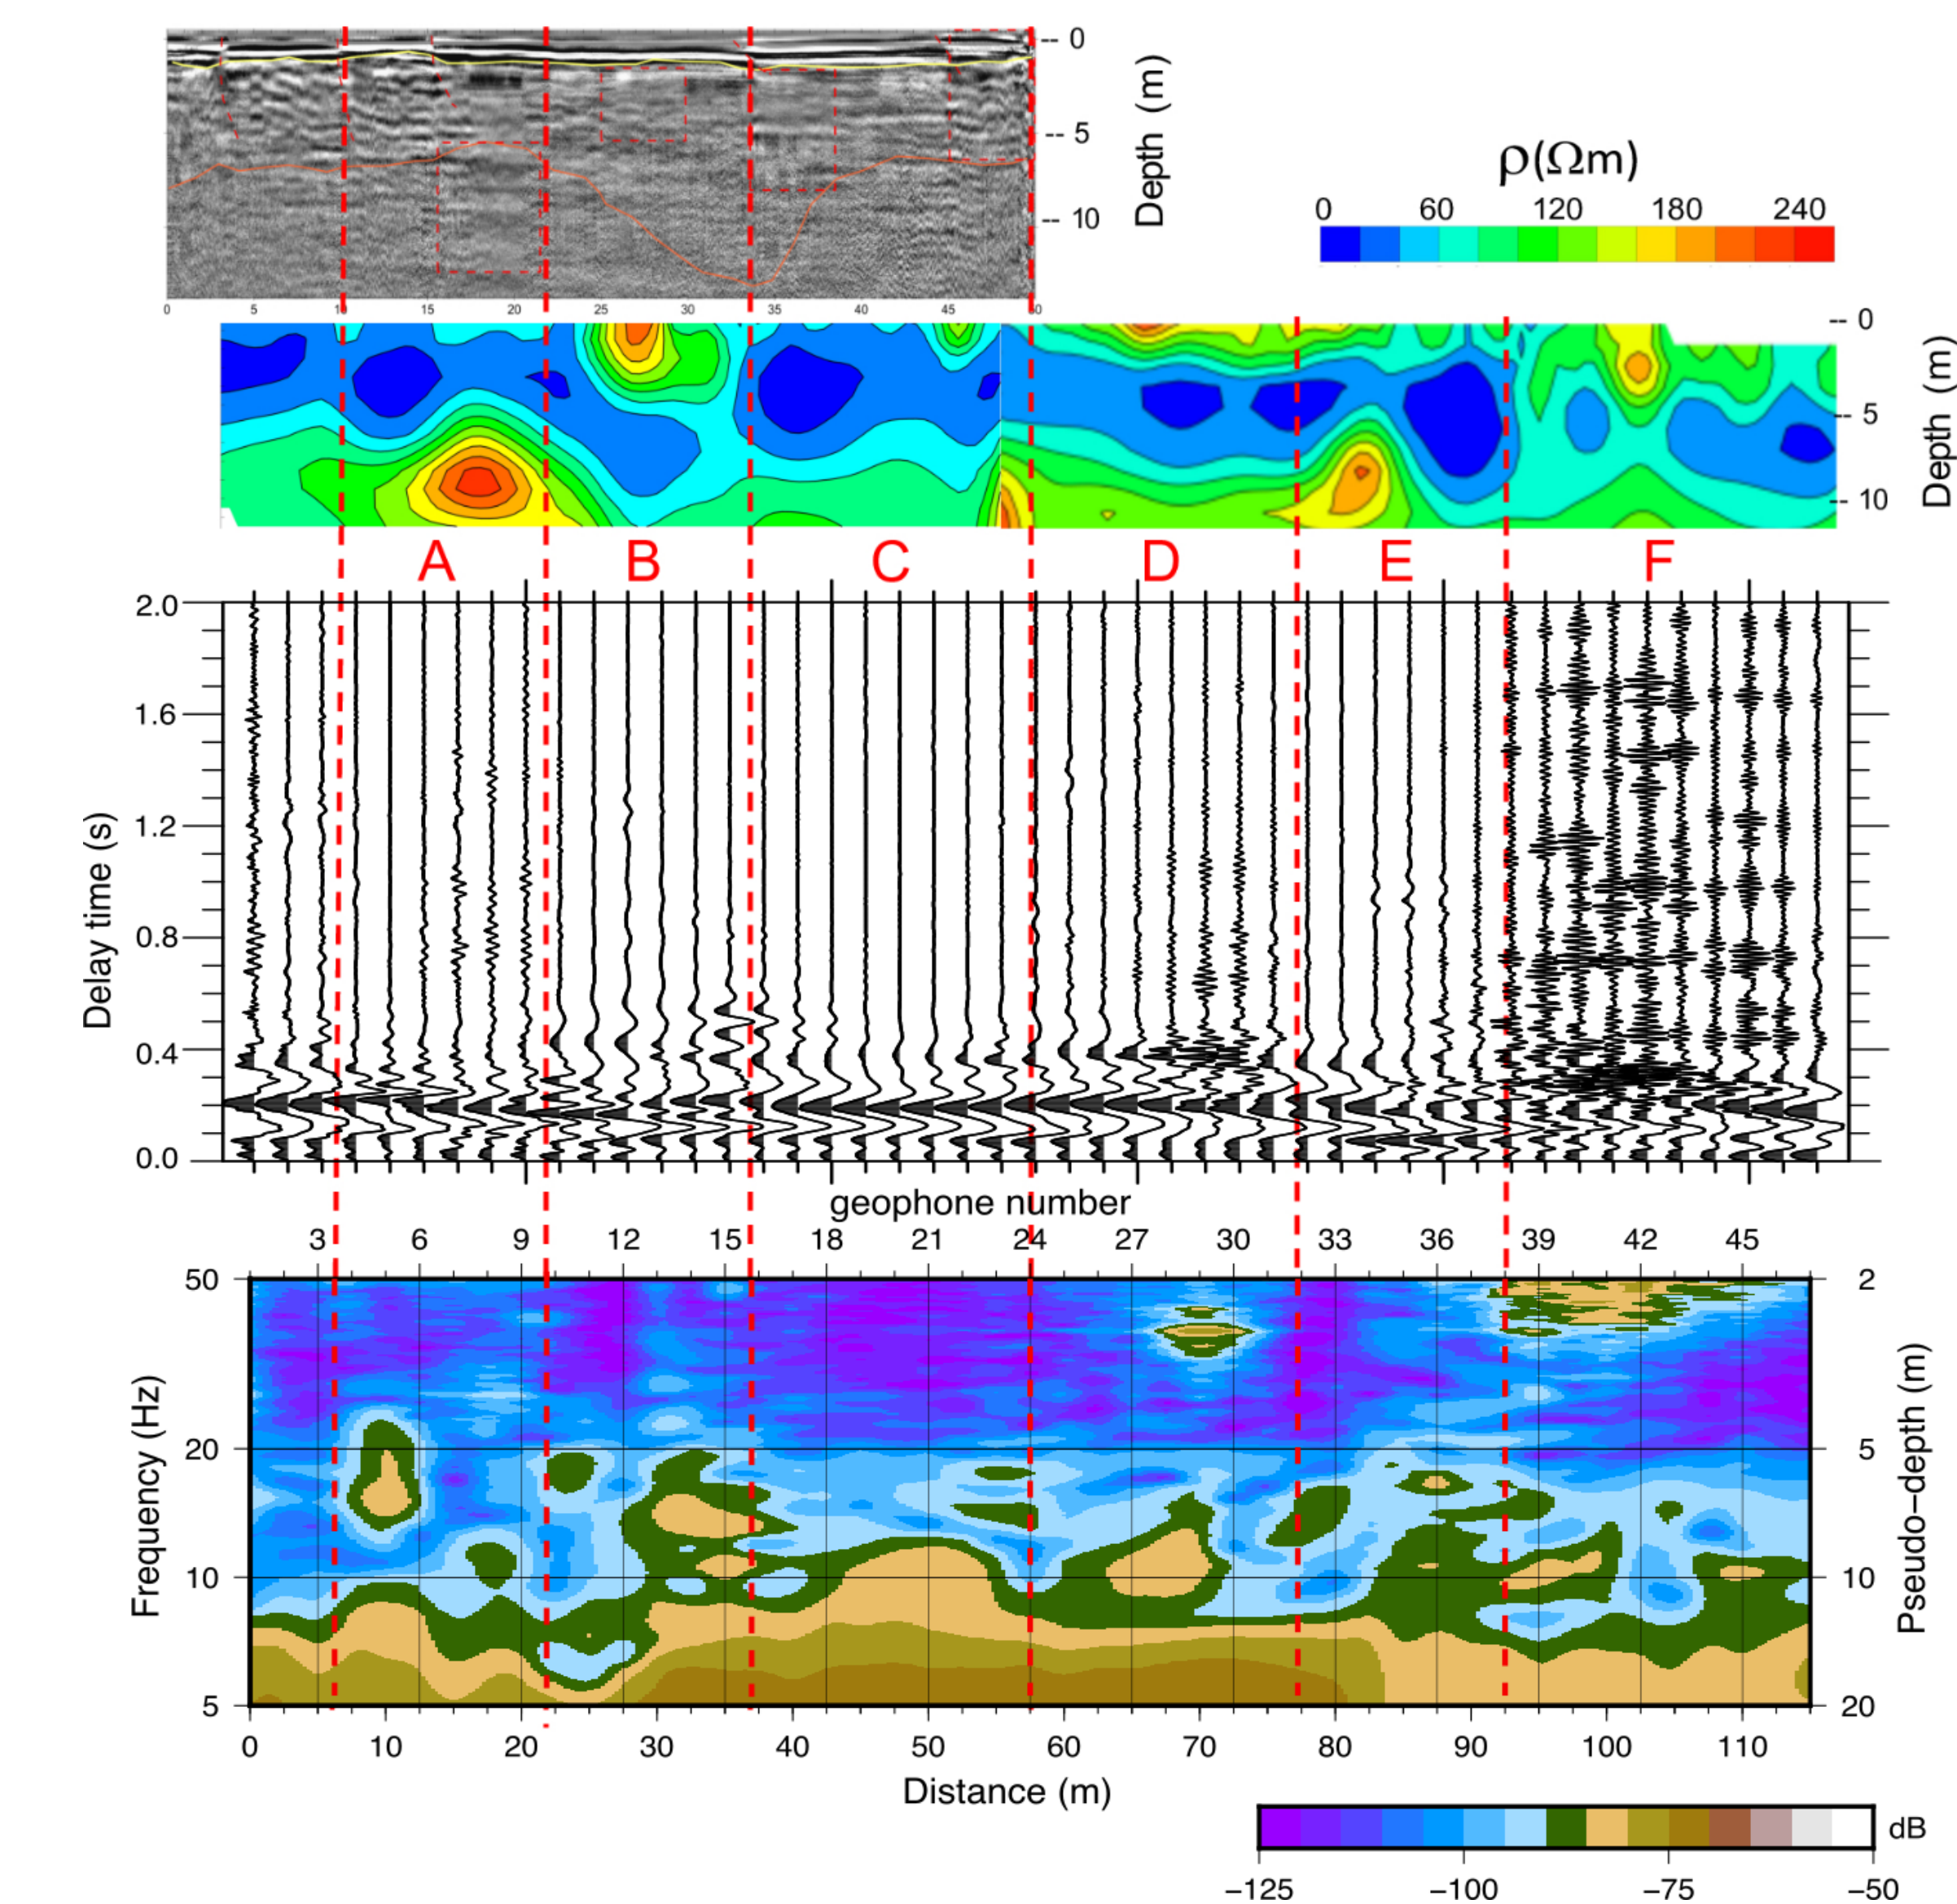 -- 0
-- 5
-- 10
Depth (m)
0 5 10 15 20 25 30 35 40 45
ρ(Ωm)
0 60 120 180 240
-- 0
-- 5
-- 10
Depth (m)
A B C D E F
2.0
1.6
1.2
0.8
0.4
0.0
Delay time (s)
geophone number
3 6 9 12 15 18 21 24 27 30 33 36 39 42 45
50
20
10
5
Frequency (Hz)
2
5
10
20
Pseudo-depth (m)
0 10 20 30 40 50 60 70 80 90 100 110
Distance (m)
dB
−125 −100 −75 −50